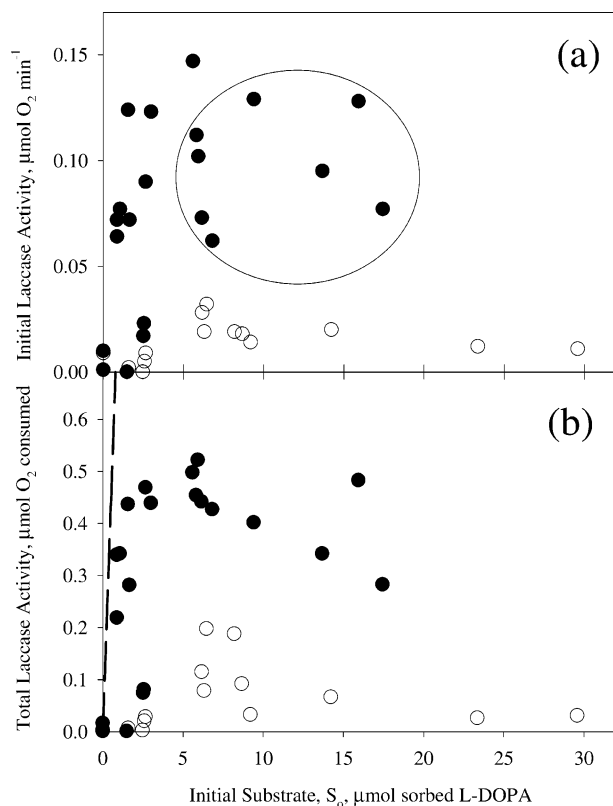 (a)
Initial Laccase Activity, μmol O₂ min⁻¹
0.15
0.10
0.05
0.00
(b)
Total Laccase Activity, μmol O₂ consumed
0.6
0.5
0.4
0.3
0.2
0.1
0.0
0 5 10 15 20 25 30
Initial Substrate, Sₒ, μmol sorbed L-DOPA